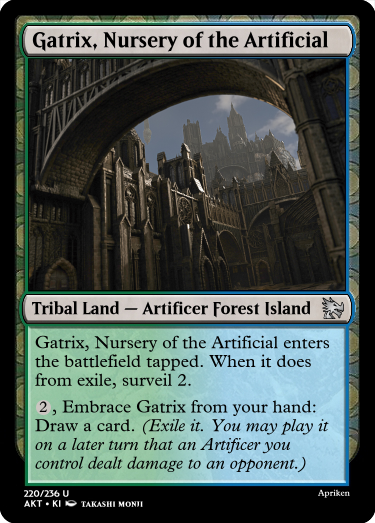 Gatrix, Nursery of the Artificial
Tribal Land — Artificer Forest Island
Gatrix, Nursery of the Artificial enters
the battlefield tapped. When it does
from exile, surveil 2.
2, Embrace Gatrix from your hand:
Draw a card. (Exile it. You may play it
on a later turn that an Artificer you
control dealt damage to an opponent.)
220/236 U
Apriken
AKT • KI TAKASHI MONJI